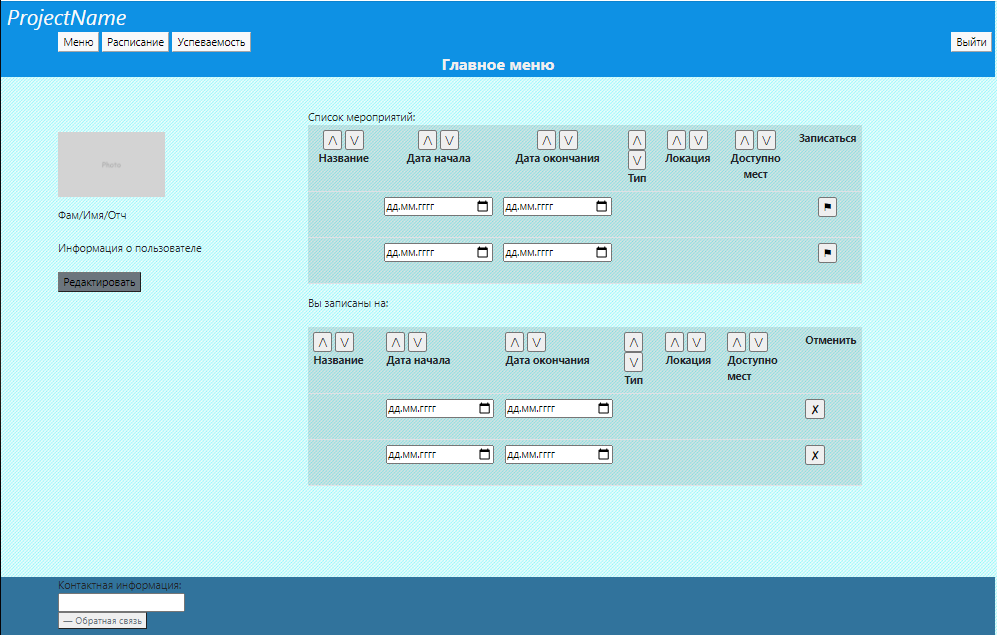 ProjectName
Меню Расписание Успеваемость Выйти
Главное меню
Photo
Фам/Имя/Отч
Информация о пользователе
Редактировать
Список мероприятий:
Λ V Λ V Λ V Λ Λ V Λ V Записаться
Название Дата начала Дата окончания V Локация Доступно
Тип мест
дд.мм.гггг дд.мм.гггг
дд.мм.гггг дд.мм.гггг
Вы записаны на:
Λ V Λ V Λ V Λ Λ V Λ V Отменить
Название Дата начала Дата окончания V Локация Доступно
Тип мест
дд.мм.гггг дд.мм.гггг ✗
дд.мм.гггг дд.мм.гггг ✗
Контактная информация:
— Обратная связь